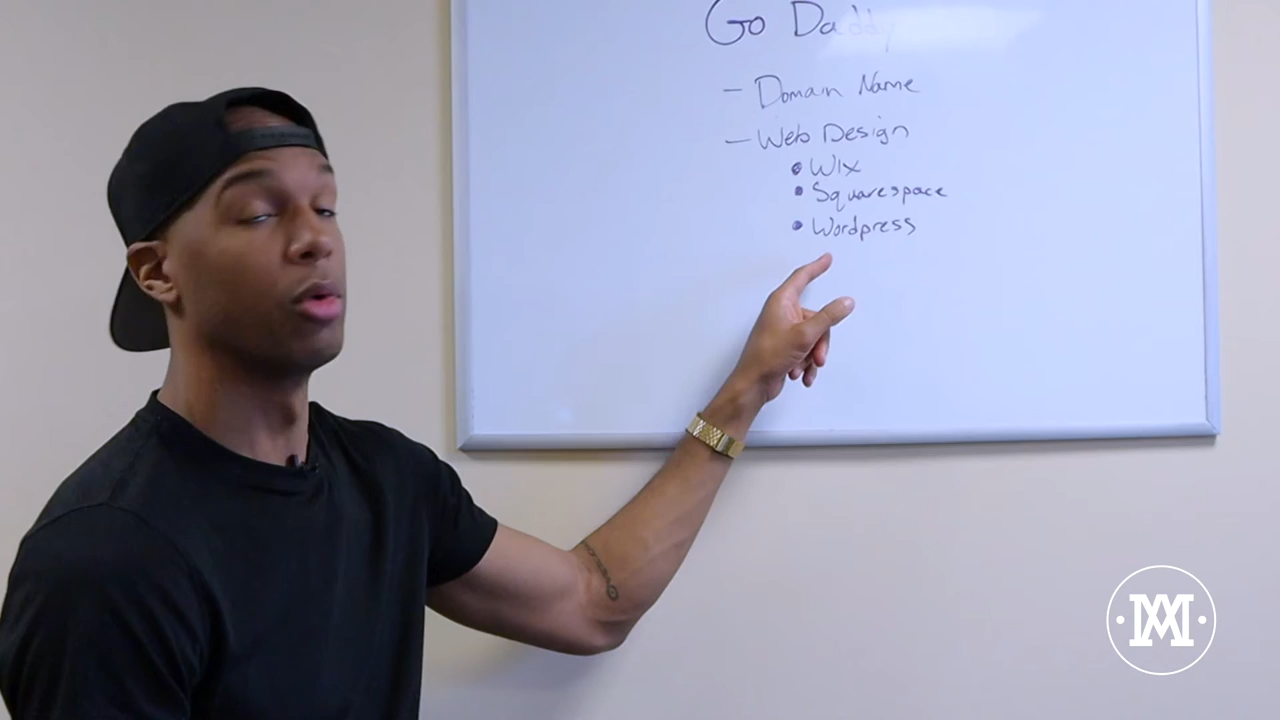 Go Daddy
- Domain Name
- Web Design
• Wix
• Squarespace
• Wordpress